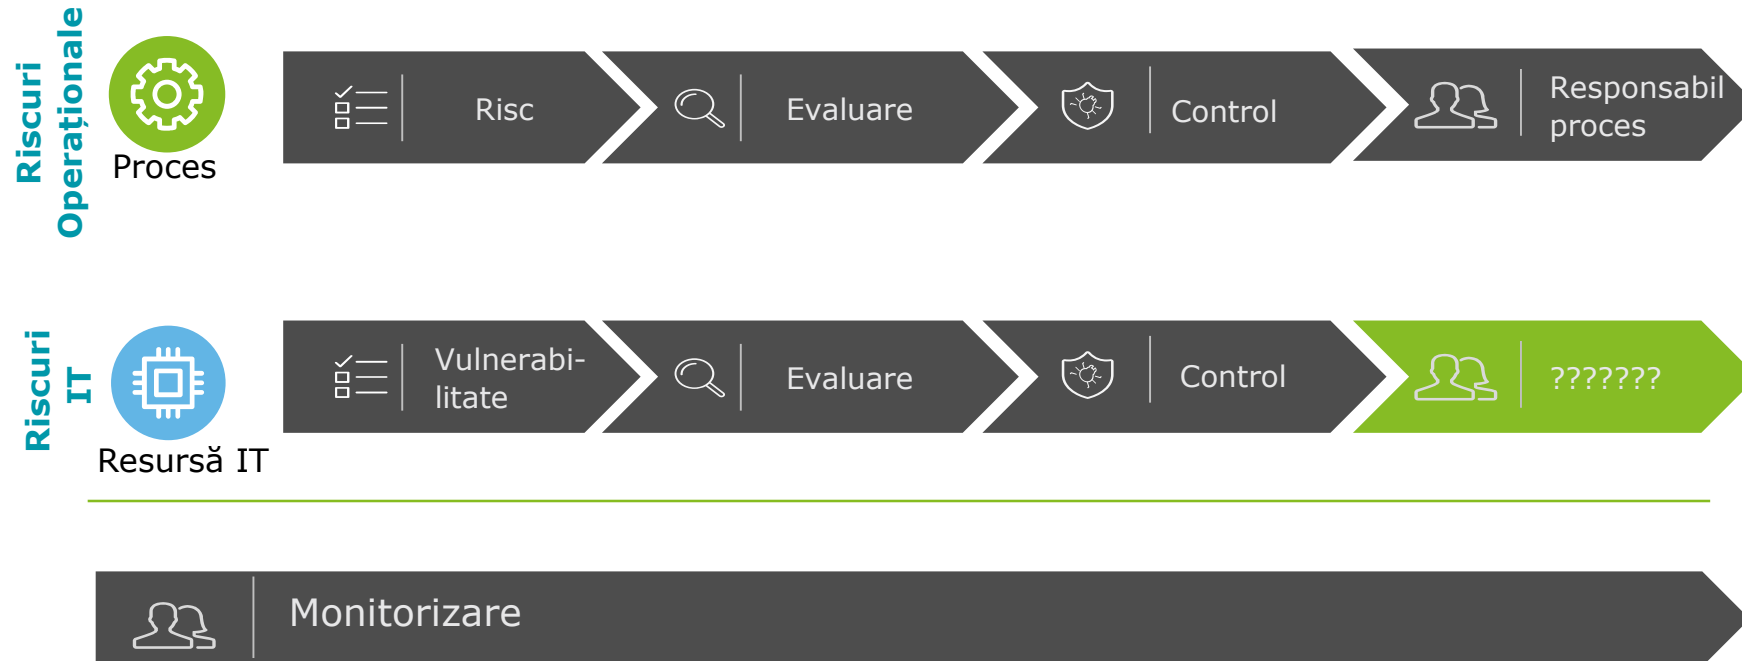 Riscuri
Operaționale
Proces
Risc
Evaluare
Control
Responsabil
proces
Riscuri
IT
Resursă IT
Vulnerabi-
litate
Evaluare
Control
???????
Monitorizare